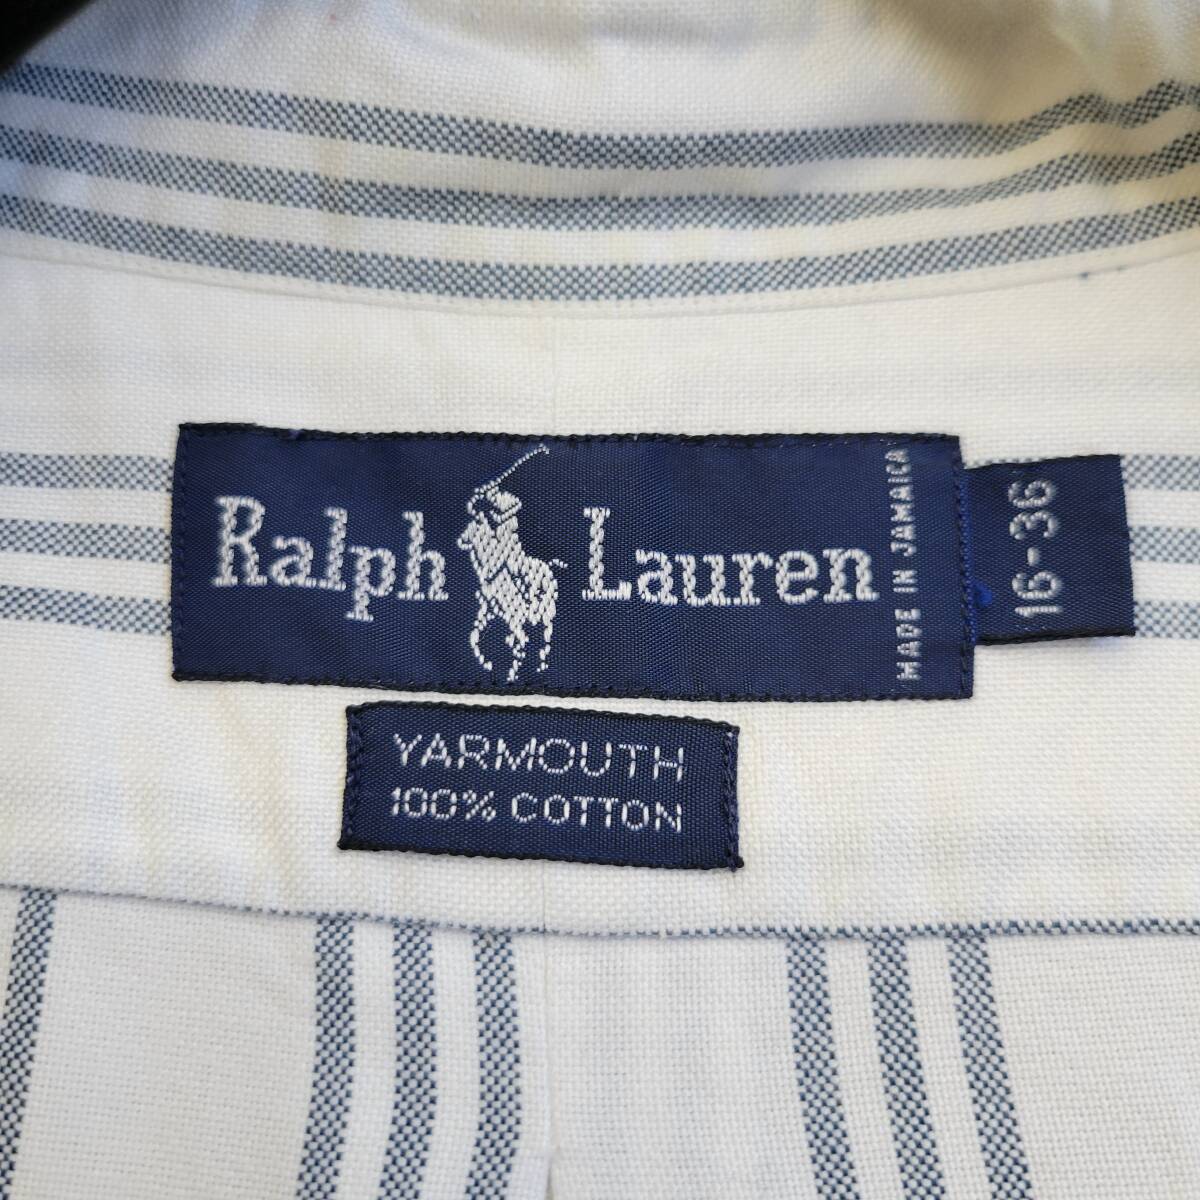 Ralph Lauren
MADE IN JAMAICA
16-36
YARMOUTH
100% COTTON